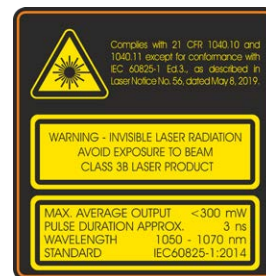 Complies with 21 CFR 1040.10 and
1040.11 except for conformance with
IEC 60825-1 Ed.3., as described in
Laser Notice No. 56, dated May 8, 2019.
WARNING - INVISIBLE LASER RADIATION
AVOID EXPOSURE TO BEAM
CLASS 3B LASER PRODUCT
MAX. AVERAGE OUTPUT <300 mW
PULSE DURATION APPROX. 3 ns
WAVELENGTH 1050 - 1070 nm
STANDARD IEC60825-1:2014